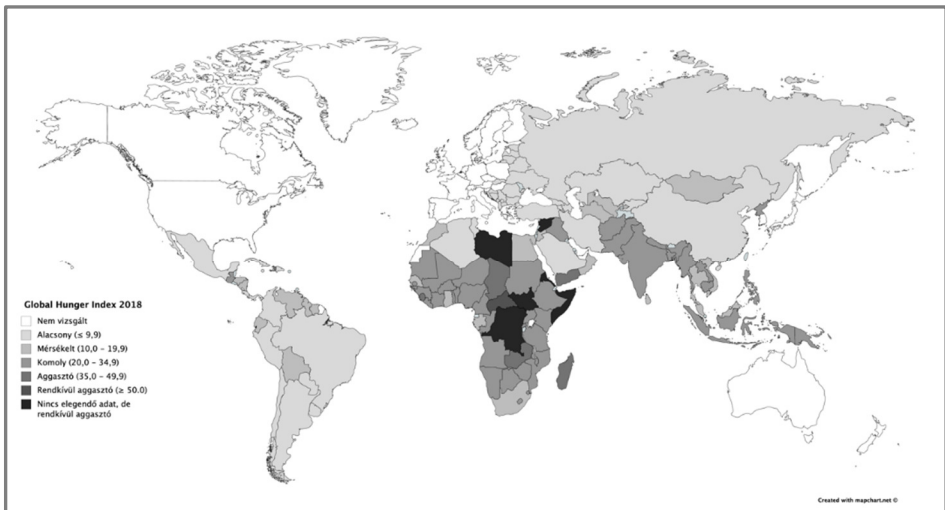 Global Hunger Index 2018
Nem vizsgált
Alacsony (≤ 9,9)
Mérsékelt (10,0 – 19,9)
Komoly (20,0 – 34,9)
Aggasztó (35,0 – 49,9)
Rendkívül aggasztó (≥ 50.0)
Nincs elegendő adat, de
rendkívül aggasztó
Created with mapchart.net ©